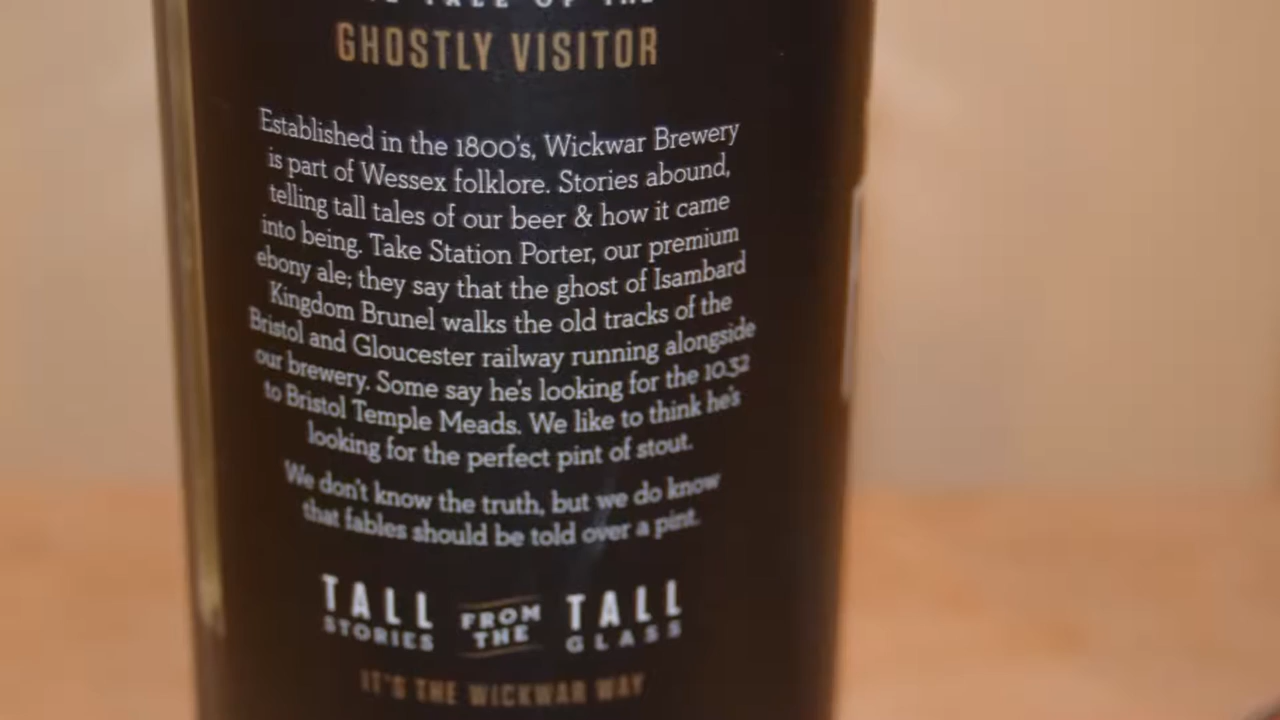 TALE OF THE
GHOSTLY VISITOR
Established in the 1800's, Wickwar Brewery
is part of Wessex folklore. Stories abound,
telling tall tales of our beer & how it came
into being. Take Station Porter, our premium
ebony ale; they say that the ghost of Isambard
Kingdom Brunel walks the old tracks of the
Bristol and Gloucester railway running alongside
our brewery. Some say he's looking for the 10.32
to Bristol Temple Meads. We like to think he's
looking for the perfect pint of stout.
We don't know the truth, but we do know
that fables should be told over a pint.
TALL FROM TALL
STORIES THE GLASS
IT'S THE WICKWAR WAY